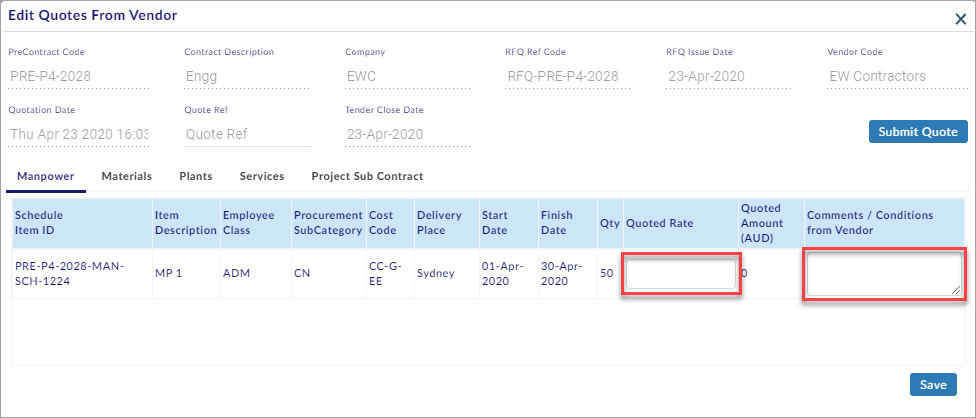 Edit Quotes From Vendor
PreContract Code Contract Description Company RFQ Ref Code RFQ Issue Date Vendor Code
PRE-P4-2028 Engg EWC RFQ-PRE-P4-2028 23-Apr-2020 EW Contractors
Quotation Date Quote Ref Tender Close Date
Thu Apr 23 2020 16:03 Quote Ref 23-Apr-2020
Submit Quote
Manpower Materials Plants Services Project Sub Contract
Schedule Item ID Item Description Employee Class Procurement SubCategory Cost Code Delivery Place Start Date Finish Date Qty Quoted Rate Quoted Amount (AUD) Comments / Conditions from Vendor
PRE-P4-2028-MAN-SCH-1224 MP 1 ADM CN CC-G-EE Sydney 01-Apr-2020 30-Apr-2020 50 0
Save